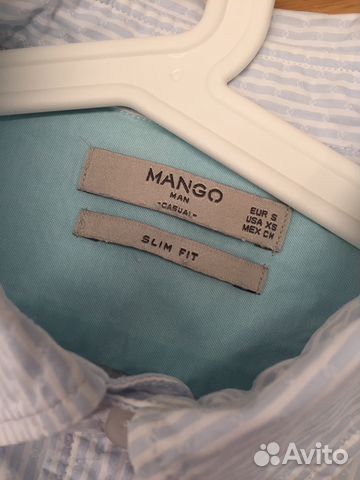 MANGO
MAN
-CASUAL-
EUR S
USA XS
MEX CH
SLIM FIT
Avito